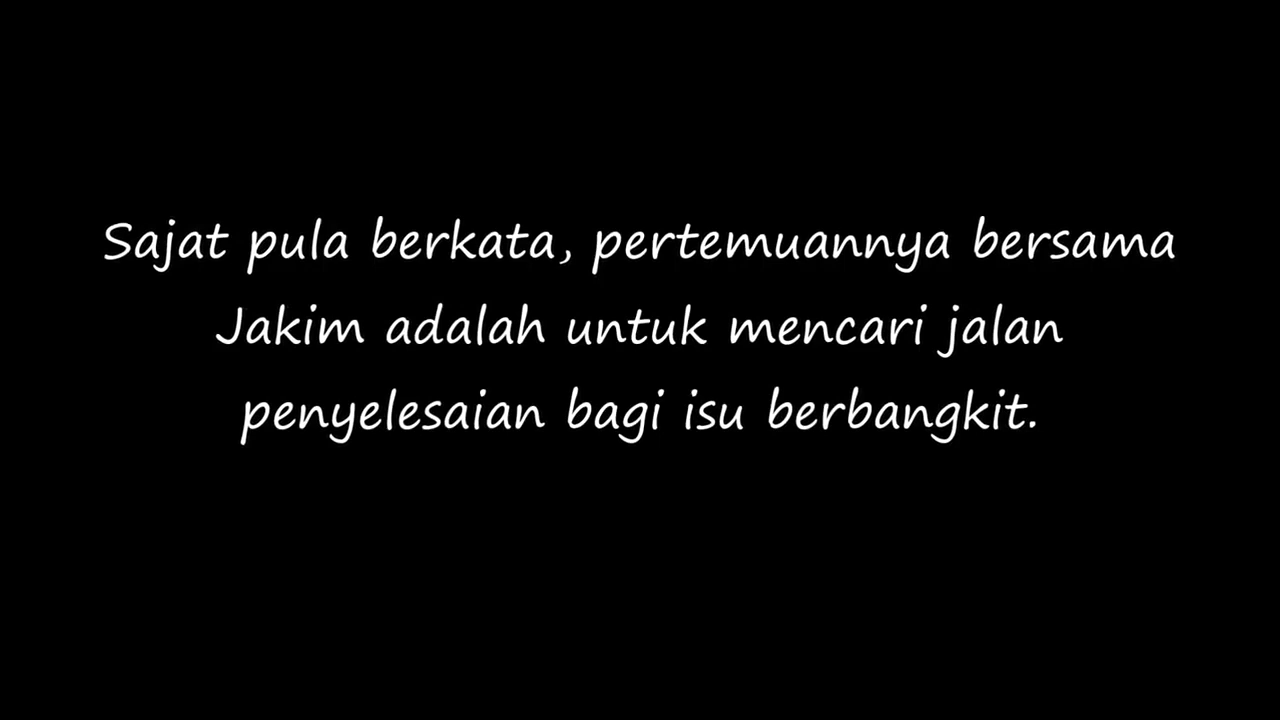 Sajat pula berkata, pertemuannya bersama
Jakim adalah untuk mencari jalan
penyelesaian bagi isu berbangkit.